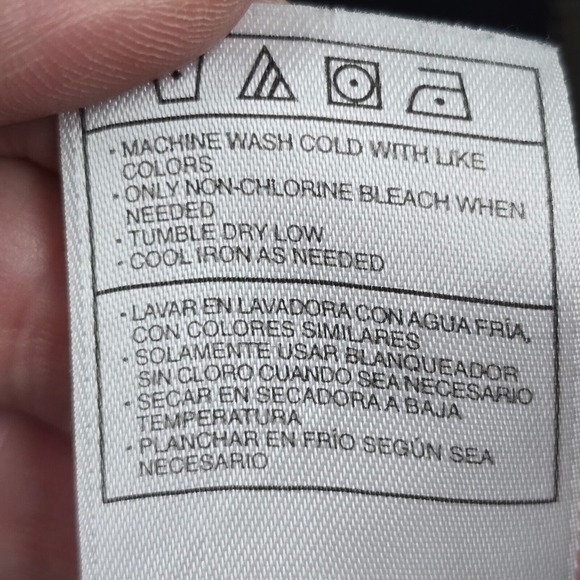 • MACHINE WASH COLD WITH LIKE
COLORS
• ONLY NON-CHLORINE BLEACH WHEN
NEEDED
• TUMBLE DRY LOW
• COOL IRON AS NEEDED
• LAVAR EN LAVADORA CON AGUA FRÍA,
CON COLORES SIMILARES
• SOLAMENTE USAR BLANQUEADOR
SIN CLORO CUANDO SEA NECESARIO
• SECAR EN SECADORA A BAJA
TEMPERATURA
• PLANCHAR EN FRÍO SEGÚN SEA
NECESARIO